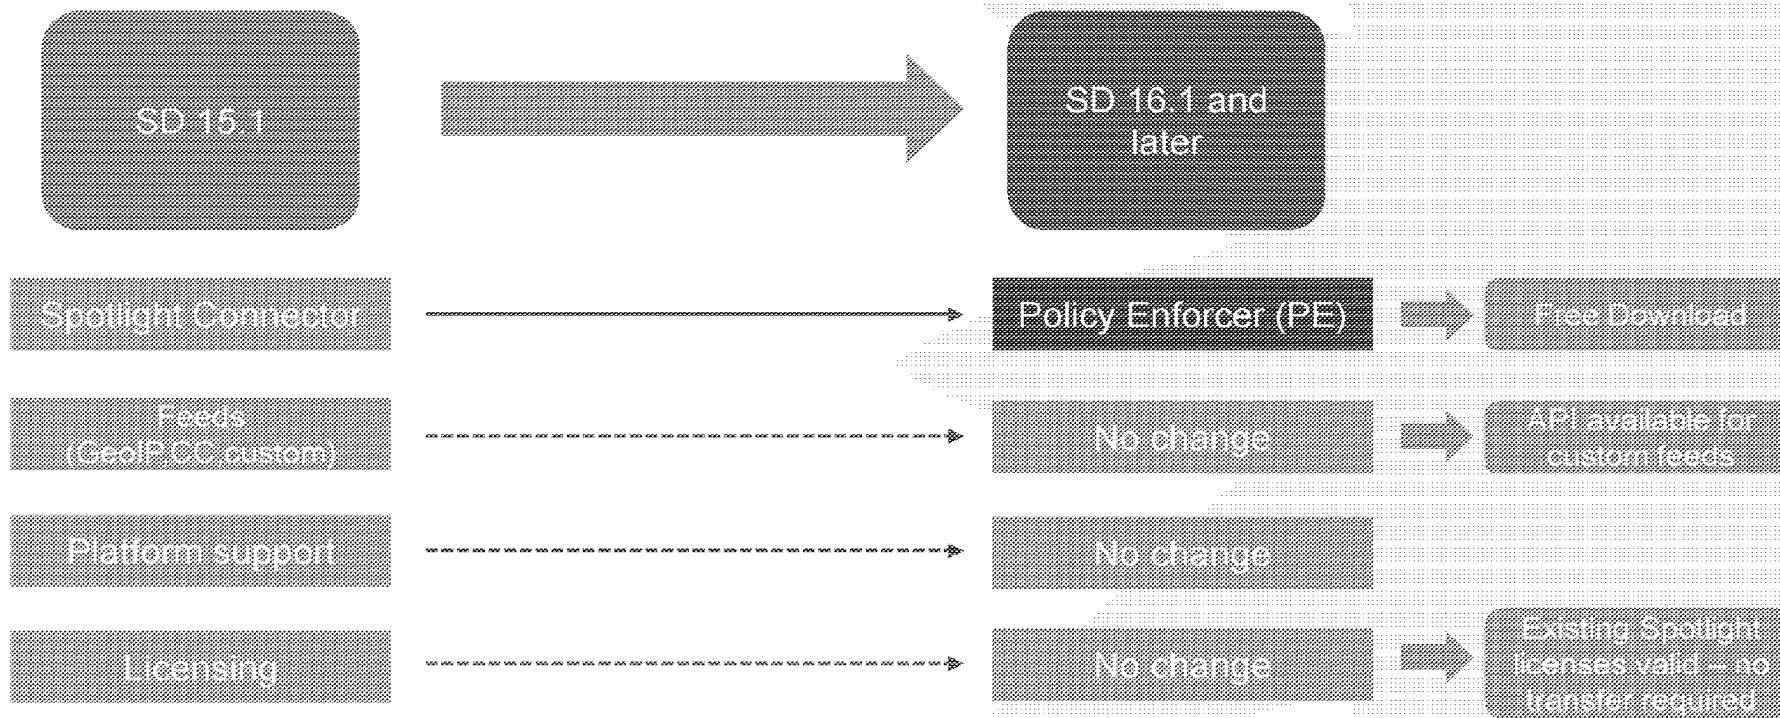 SD 15.1
SD 16.1 and
later
Spotlight Connector
Policy Enforcer (PE)
Free Download
Feeds
(GeoIP,CC,custom)
No change
API available for
custom feeds
Platform support
No change
Licensing
No change
Existing Spotlight
licenses valid – no
transfer required